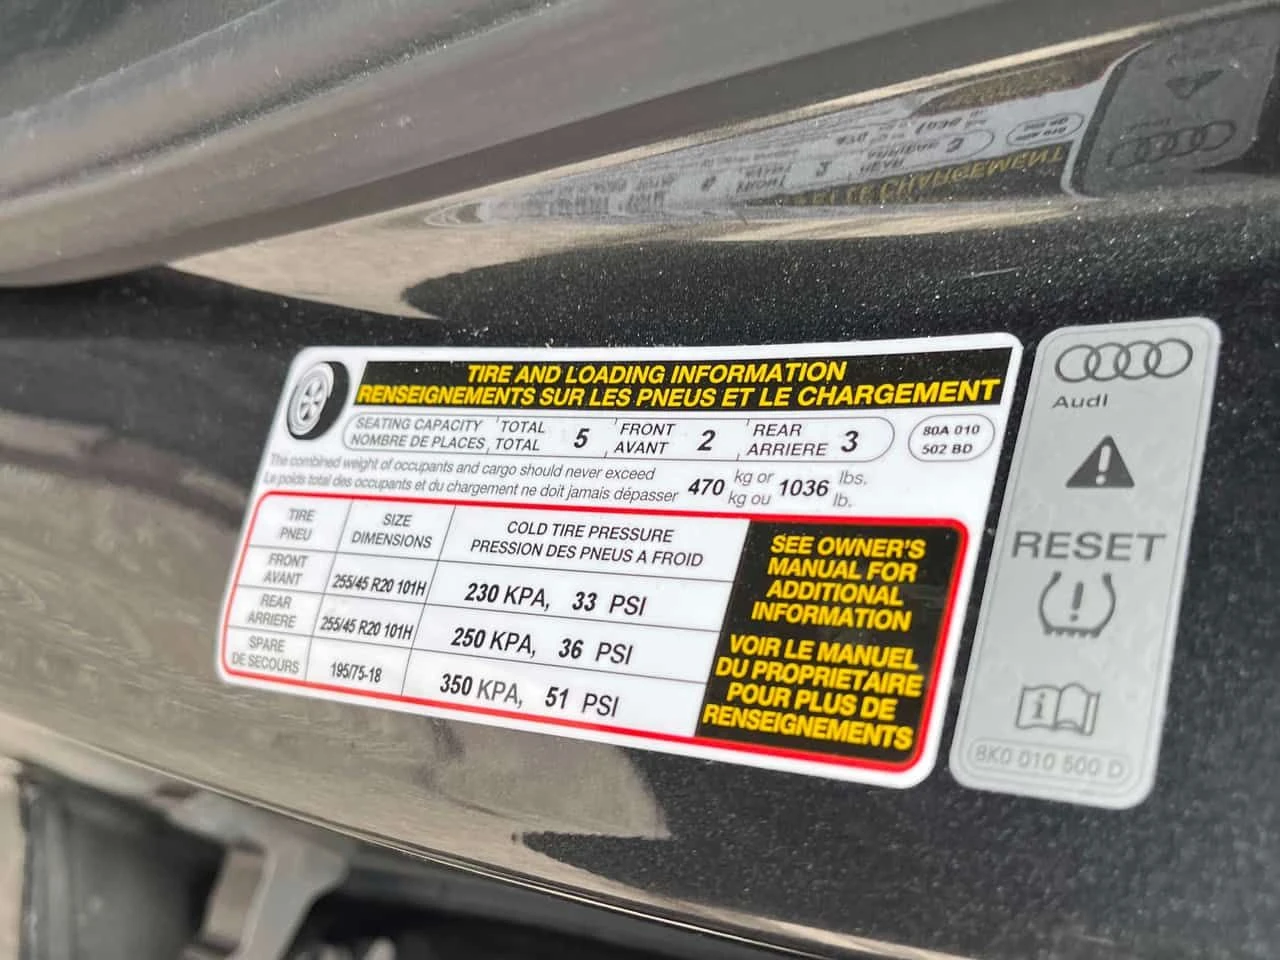 TIRE AND LOADING INFORMATION
RENSEIGNEMENTS SUR LES PNEUS ET LE CHARGEMENT
SEATING CAPACITY TOTAL 5 FRONT 2 REAR 3
NOMBRE DE PLACES, TOTAL AVANT ARRIERE
80A 010
502 BD
The combined weight of occupants and cargo should never exceed 470 kg or 1036 lbs.
Le poids total des occupants et du chargement ne doit jamais dépasser kg ou lb.
TIRE SIZE COLD TIRE PRESSURE
PNEU DIMENSIONS PRESSION DES PNEUS A FROID
FRONT
AVANT 255/45 R20 101H 230 KPA, 33 PSI
REAR
ARRIERE 255/45 R20 101H 250 KPA, 36 PSI
SPARE
DE SECOURS 195/75-18 350 KPA, 51 PSI
SEE OWNER'S
MANUAL FOR
ADDITIONAL
INFORMATION
VOIR LE MANUEL
DU PROPRIETAIRE
POUR PLUS DE
RENSEIGNEMENTS
Audi
RESET
8K0 010 500 D